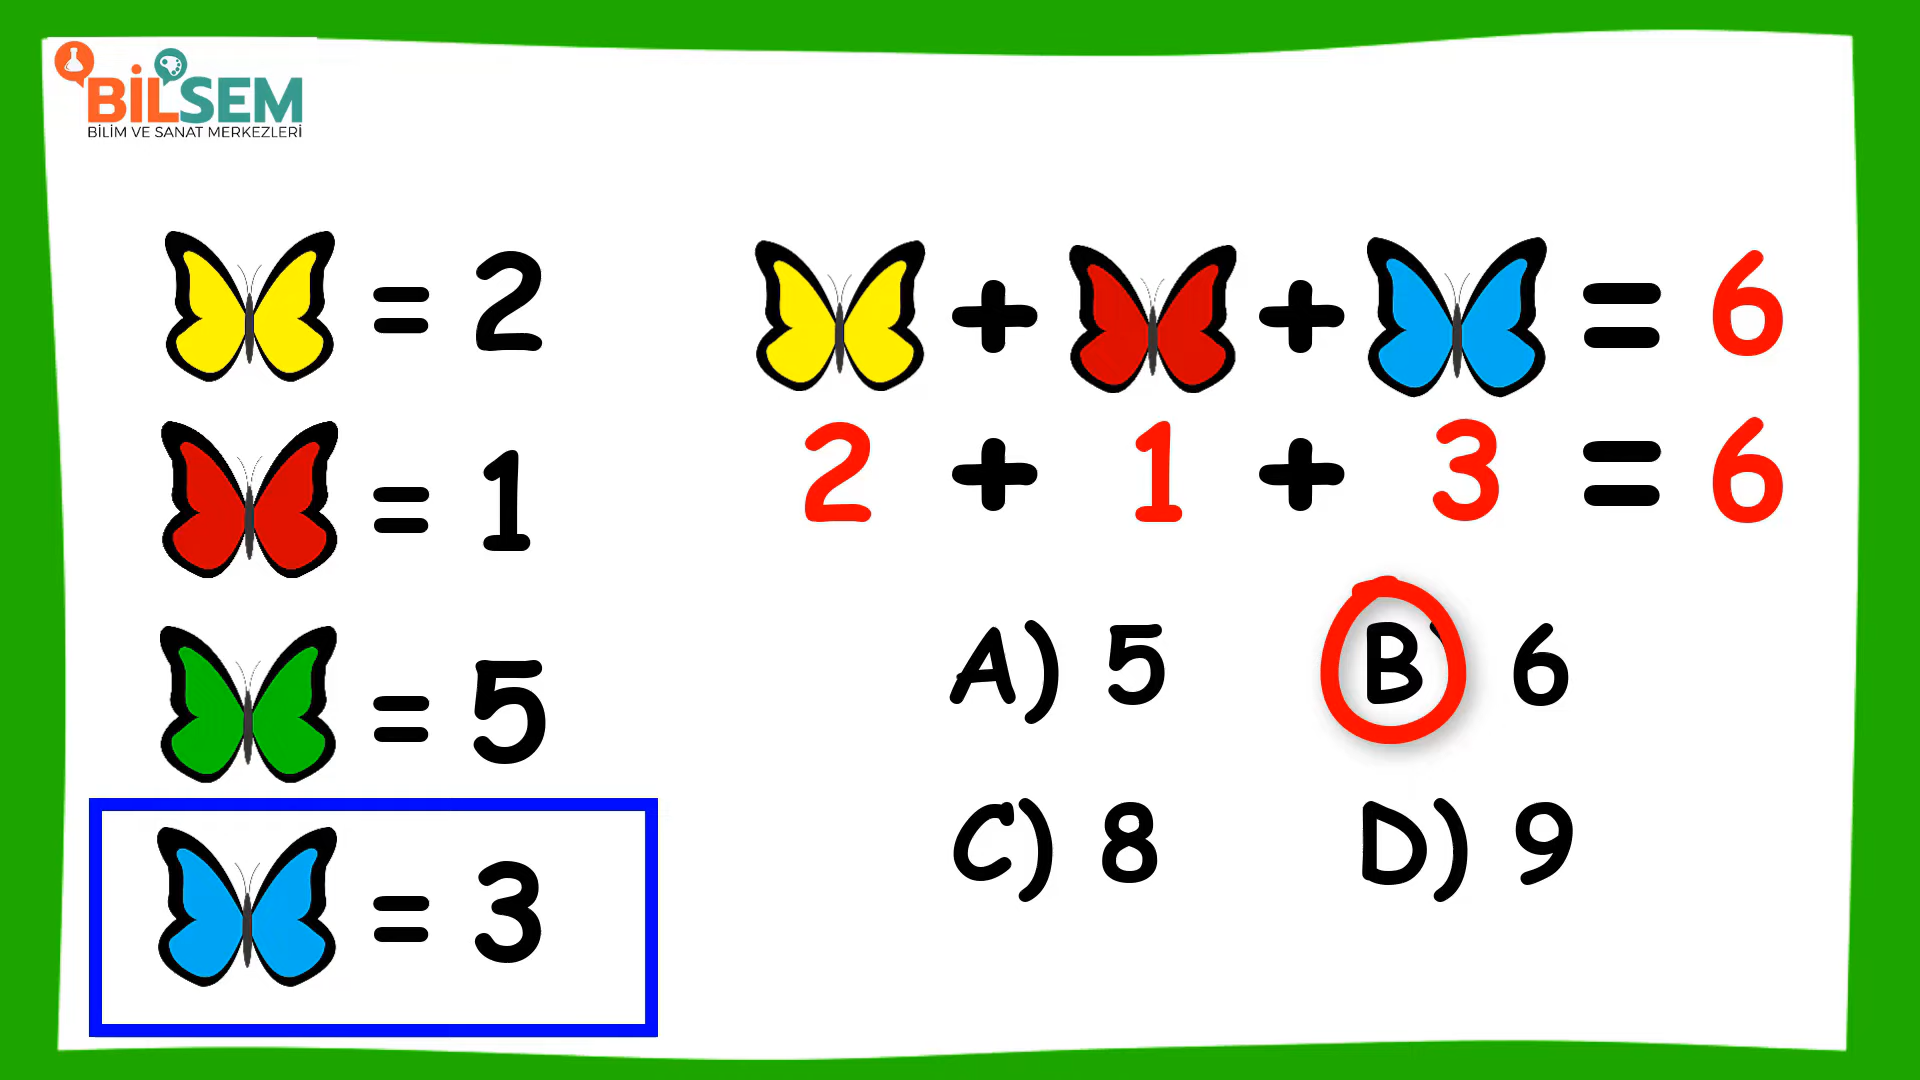 BİLSEM
BİLİM VE SANAT MERKEZLERİ
= 2
= 1
= 5
= 3
+ + = 6
2 + 1 + 3 = 6
A) 5 B) 6
C) 8 D) 9